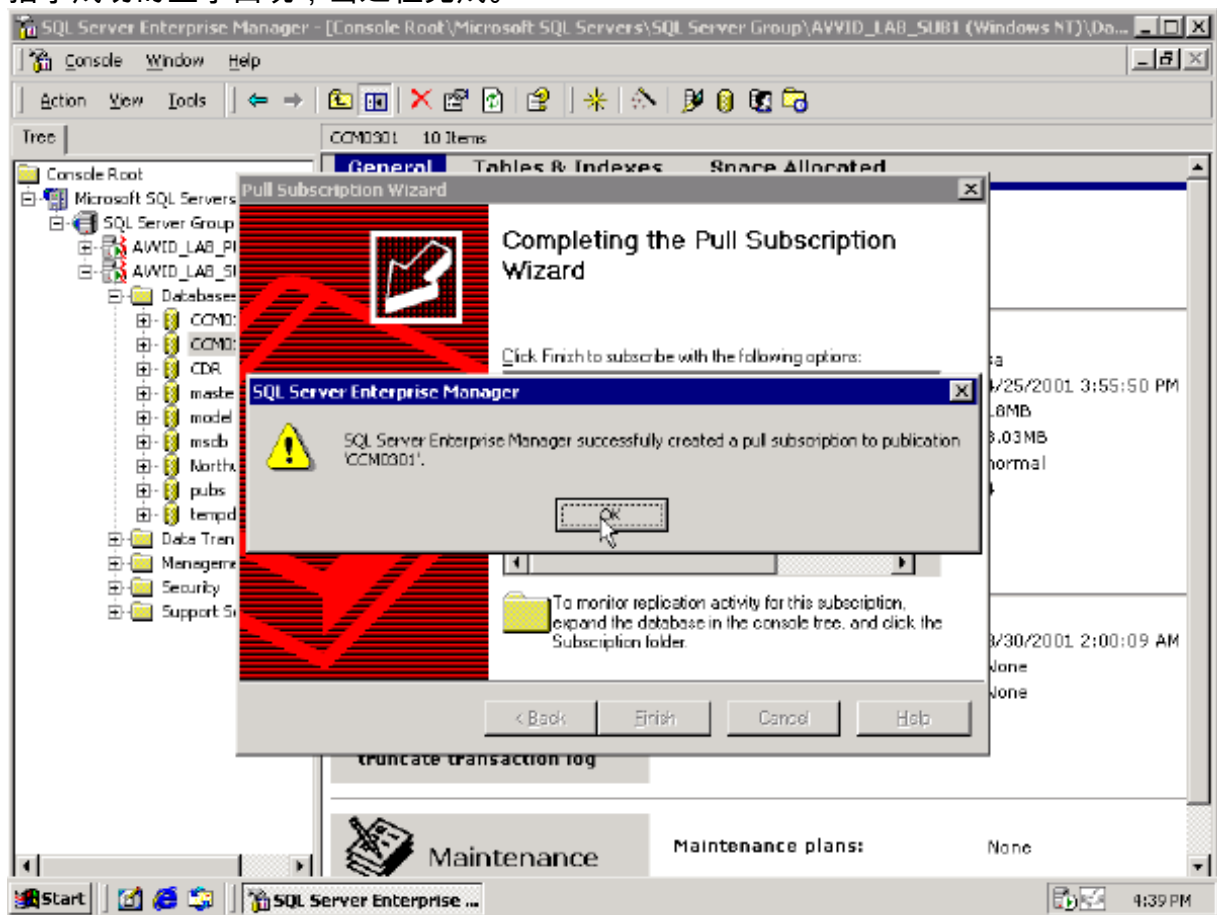 SQL Server Enterprise Manager - [Console Root\Microsoft SQL Servers\SQL Server Group\AVVID_LAB_SUB1 (Windows NT)\Da...
Console Window Help
Action View Tools
Tree
CCM0301 10 Items
General Tables & Indexes Space Allocated
Console Root
Microsoft SQL Servers
SQL Server Group
AVVID_LAB_PU
AVVID_LAB_SU
Databases
CCM0
CCM0
CDR
maste
model
msdb
Northw
pubs
tempd
Data Tran
Manageme
Security
Support Se
Pull Subscription Wizard
Completing the Pull Subscription
Wizard
Click Finish to subscribe with the following options:
SQL Server Enterprise Manager
SQL Server Enterprise Manager successfully created a pull subscription to publication
'CCM0301'.
OK
To monitor replication activity for this subscription,
expand the database in the console tree, and click the
Subscription folder.
< Back Finish Cancel Help
sa
/25/2001 3:55:50 PM
.8MB
3.03MB
normal
/30/2001 2:00:09 AM
None
None
truncate transaction log
Maintenance
Maintenance plans:
None
Start
SQL Server Enterprise ...
4:39 PM